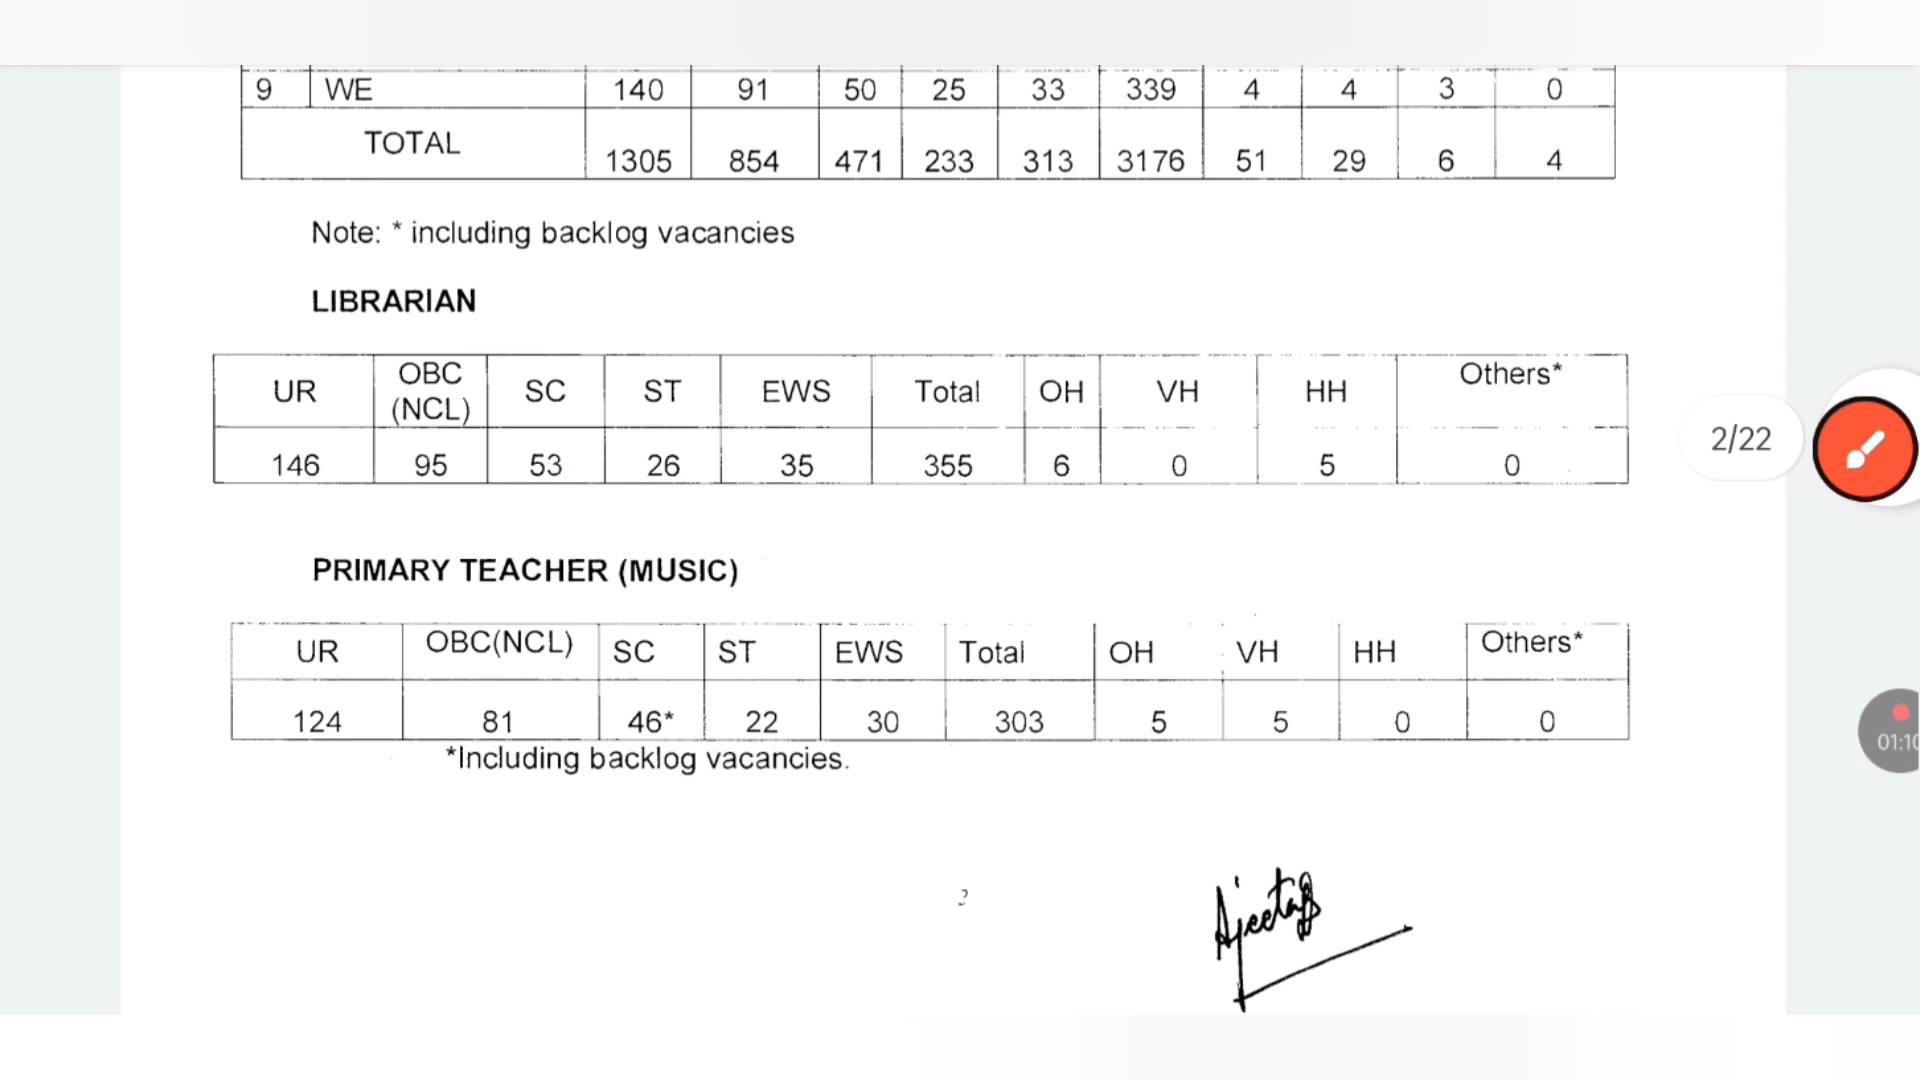 9 WE 140 91 50 25 33 339 4 4 3 0
TOTAL 1305 854 471 233 313 3176 51 29 6 4
Note: * including backlog vacancies
LIBRARIAN
UR OBC (NCL) SC ST EWS Total OH VH HH Others*
146 95 53 26 35 355 6 0 5 0
PRIMARY TEACHER (MUSIC)
UR OBC(NCL) SC ST EWS Total OH VH HH Others*
124 81 46* 22 30 303 5 5 0 0
*Including backlog vacancies.
2/22